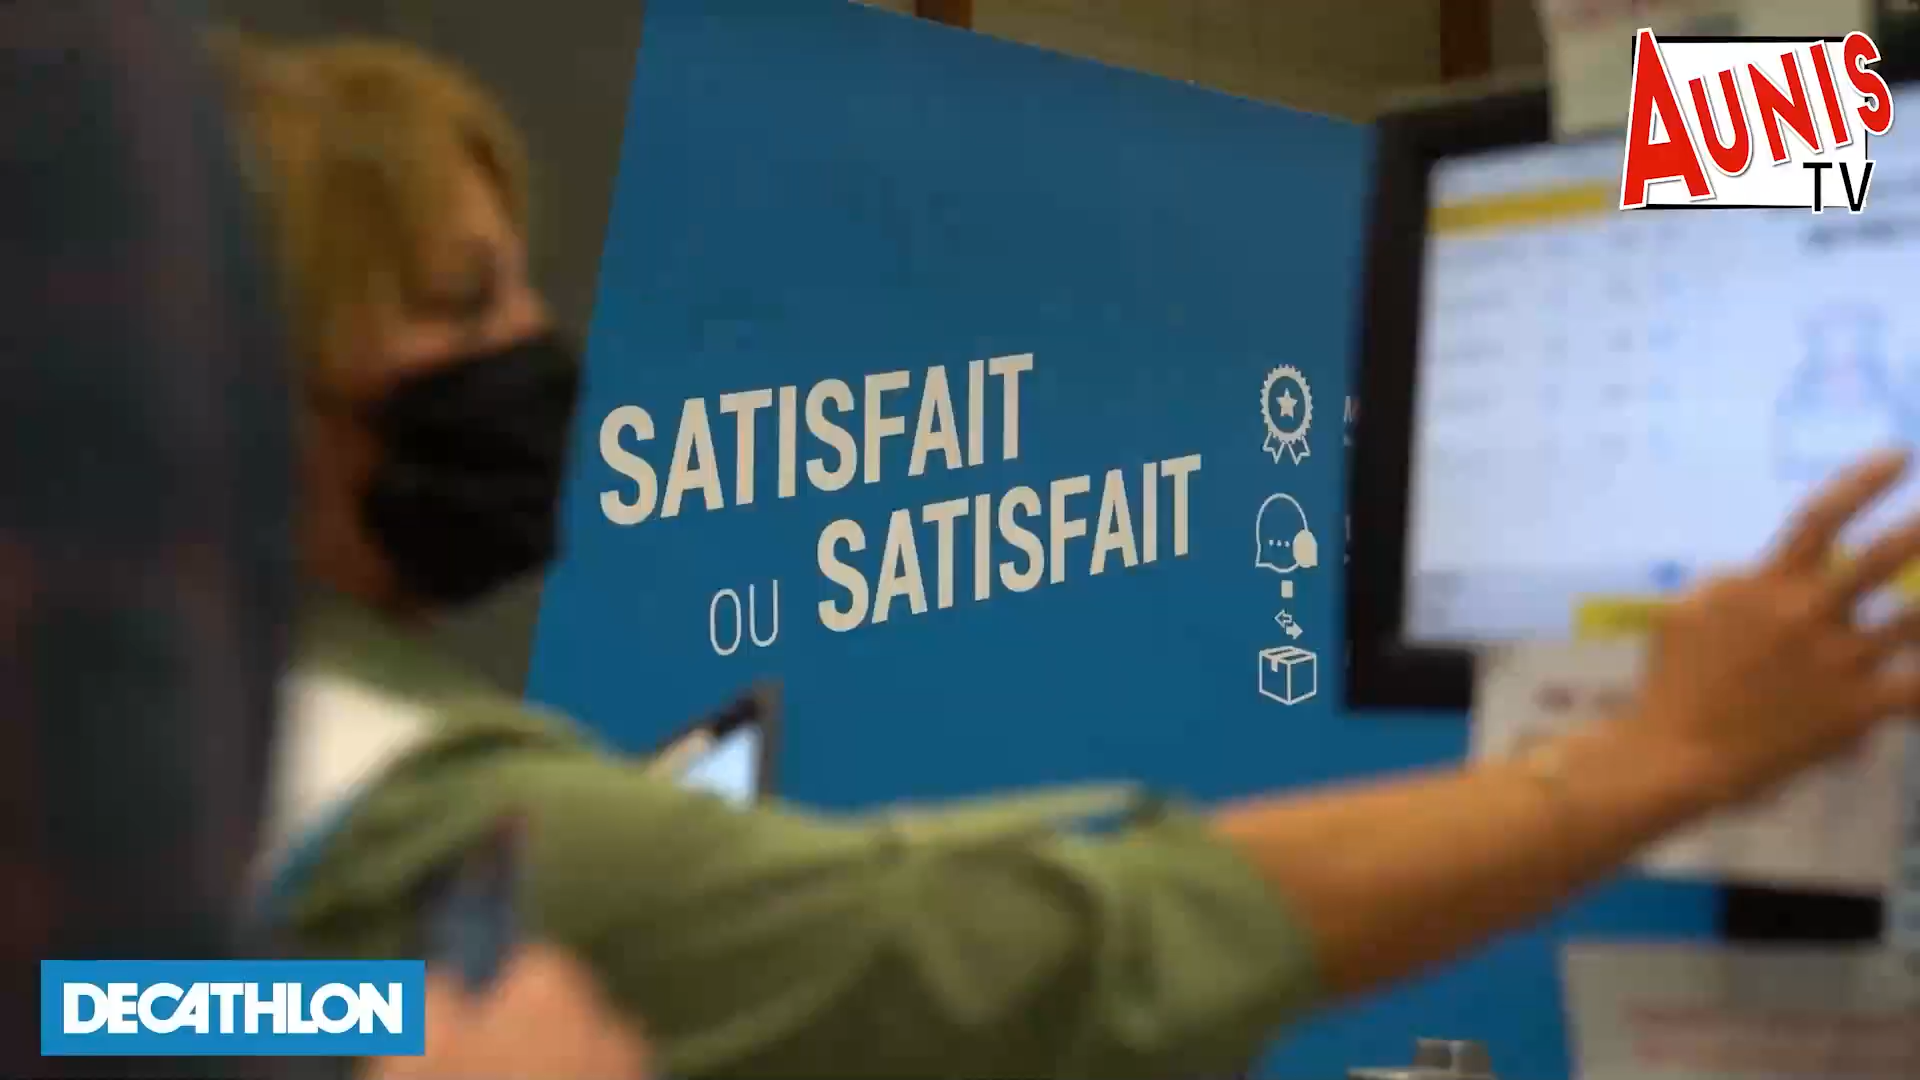 AUNIS
TV
SATISFAIT
OU SATISFAIT
DECATHLON